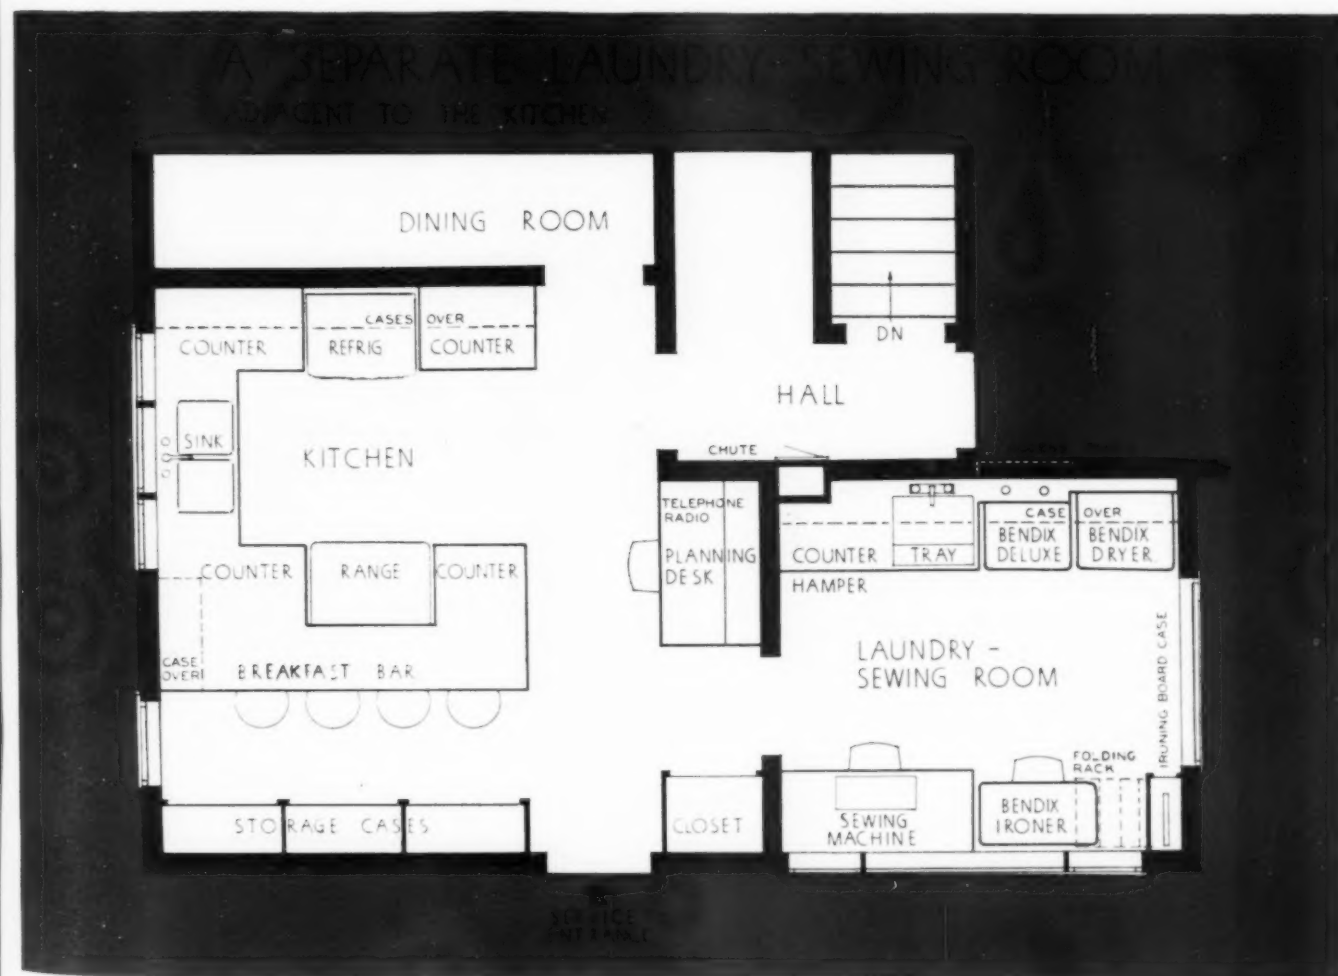 A SEPARATE LAUNDRY-SEWING ROOM
ADJACENT TO THE KITCHEN
DINING ROOM
CASES OVER
COUNTER
REFRIG
COUNTER
DN
HALL
SINK
KITCHEN
CHUTE
TELEPHONE
RADIO
PLANNING
DESK
CASE OVER
COUNTER
TRAY
BENDIX
DELUXE
BENDIX
DRYER
HAMPER
COUNTER
RANGE
COUNTER
CASE
OVER
BREAKFAST BAR
LAUNDRY -
SEWING ROOM
IRONING BOARD CASE
FOLDING
RACK
STORAGE CASES
CLOSET
SEWING
MACHINE
BENDIX
IRONER
SERVICE
ENTRANCE